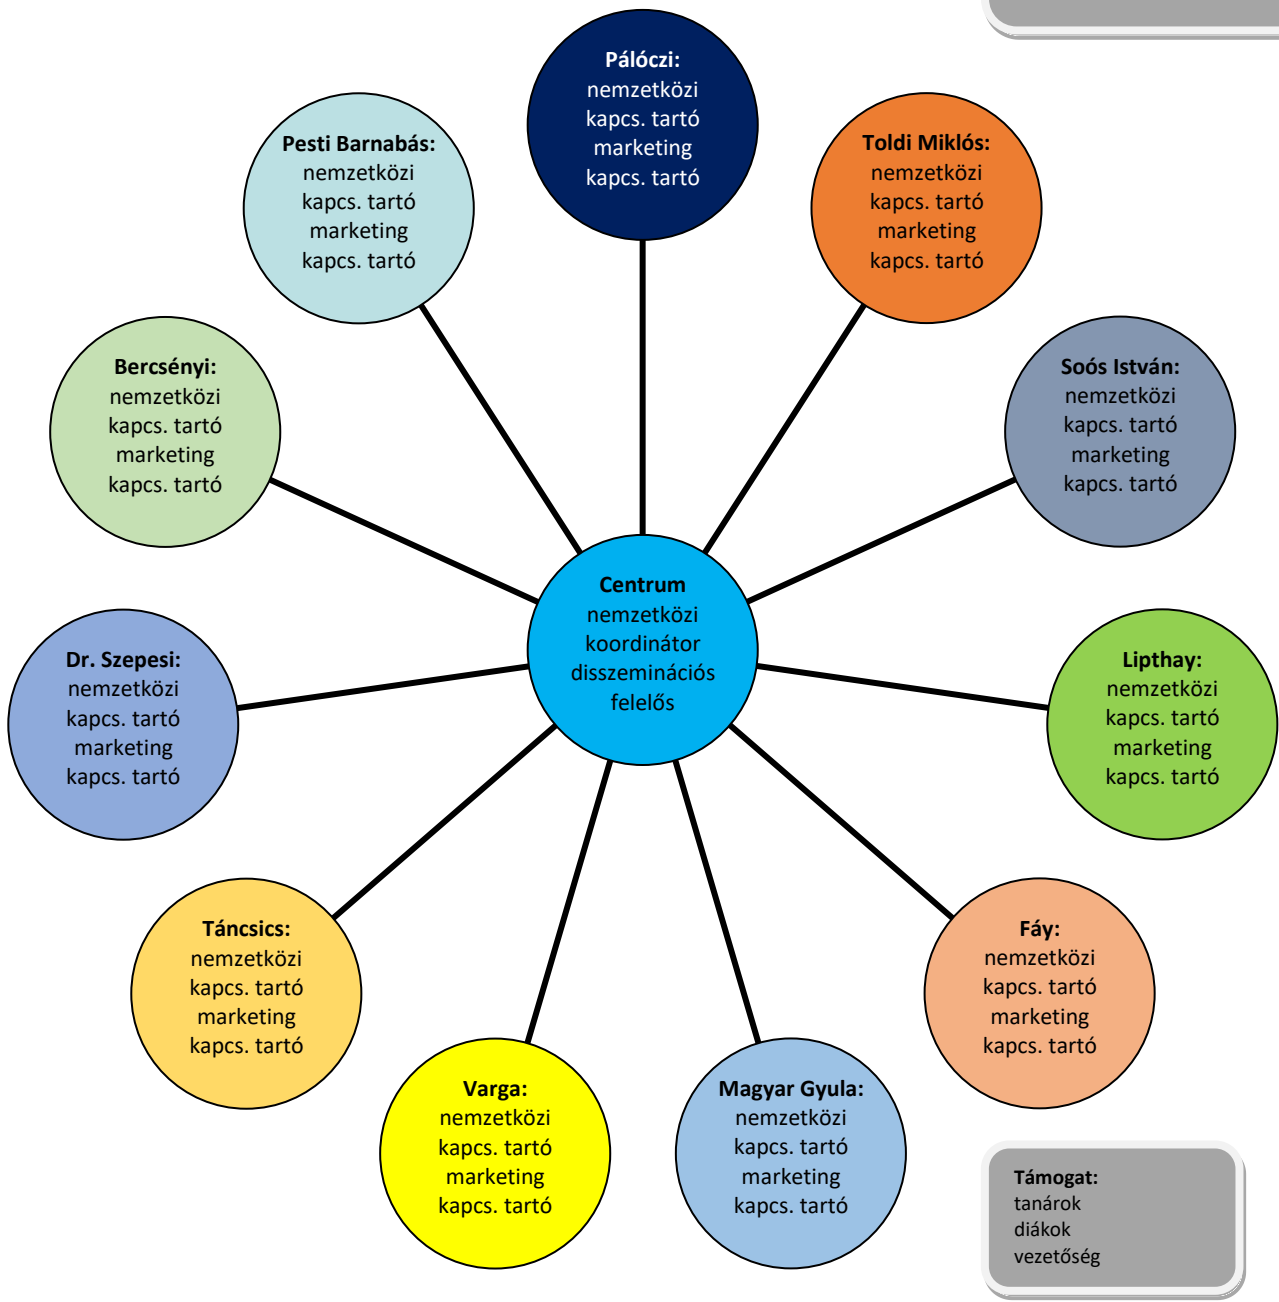 Pálóczi:
nemzetközi
kapcs. tartó
marketing
kapcs. tartó
Pesti Barnabás:
nemzetközi
kapcs. tartó
marketing
kapcs. tartó
Toldi Miklós:
nemzetközi
kapcs. tartó
marketing
kapcs. tartó
Bercsényi:
nemzetközi
kapcs. tartó
marketing
kapcs. tartó
Soós István:
nemzetközi
kapcs. tartó
marketing
kapcs. tartó
Centrum
nemzetközi
koordinátor
disszeminációs
felelős
Dr. Szepesi:
nemzetközi
kapcs. tartó
marketing
kapcs. tartó
Lipthay:
nemzetközi
kapcs. tartó
marketing
kapcs. tartó
Táncsics:
nemzetközi
kapcs. tartó
marketing
kapcs. tartó
Fáy:
nemzetközi
kapcs. tartó
marketing
kapcs. tartó
Varga:
nemzetközi
kapcs. tartó
marketing
kapcs. tartó
Magyar Gyula:
nemzetközi
kapcs. tartó
marketing
kapcs. tartó
Támogat:
tanárok
diákok
vezetőség